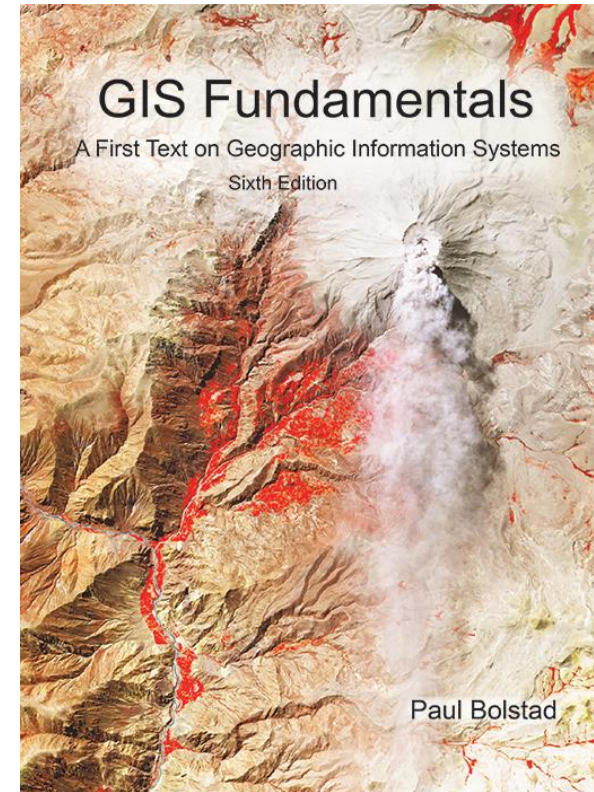 GIS Fundamentals
A First Text on Geographic Information Systems
Sixth Edition
Paul Bolstad